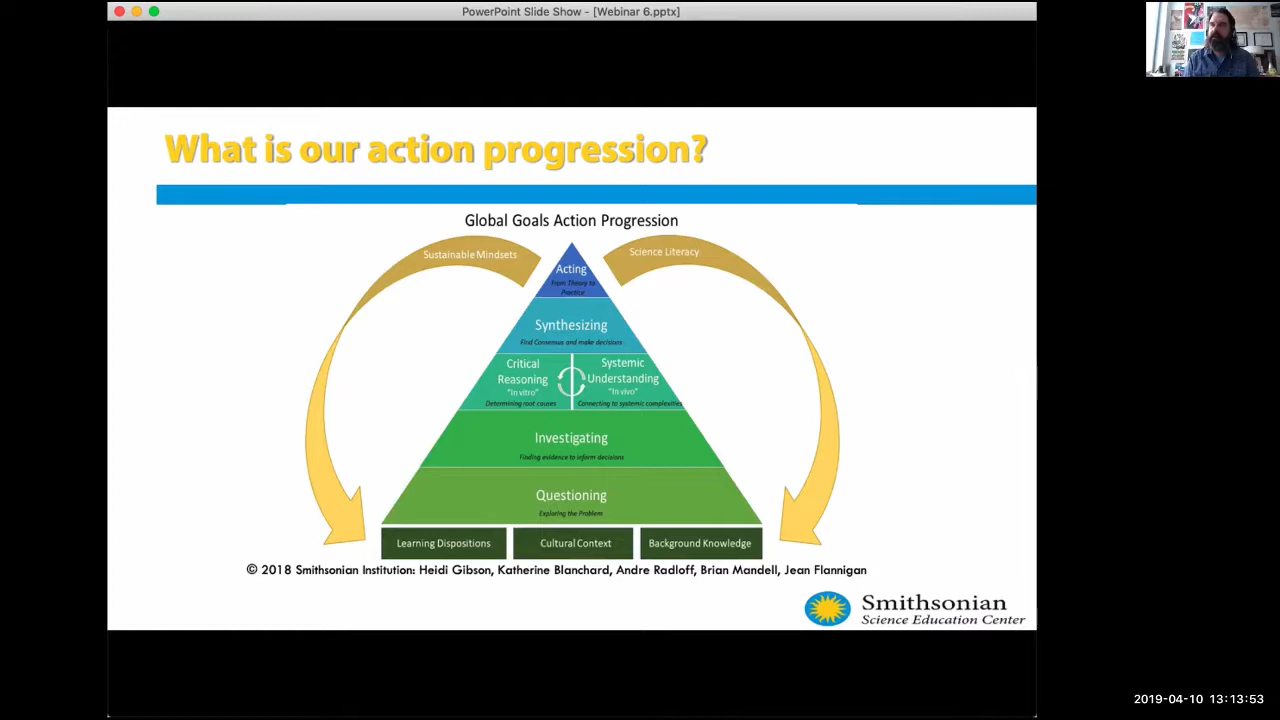 PowerPoint Slide Show - [Webinar 6.pptx]
What is our action progression?
Global Goals Action Progression
Sustainable Mindsets
Science Literacy
Acting
From Theory to
Practice
Synthesizing
Find Consensus and make decisions
Critical
Reasoning
"In vitro"
Determining root causes
Systemic
Understanding
"In vivo"
Connecting to systemic complexities
Investigating
Finding evidence to inform decisions
Questioning
Exploring the Problem
Learning Dispositions
Cultural Context
Background Knowledge
© 2018 Smithsonian Institution: Heidi Gibson, Katherine Blanchard, Andre Radloff, Brian Mandell, Jean Flannigan
Smithsonian
Science Education Center
2019-04-10 13:13:53